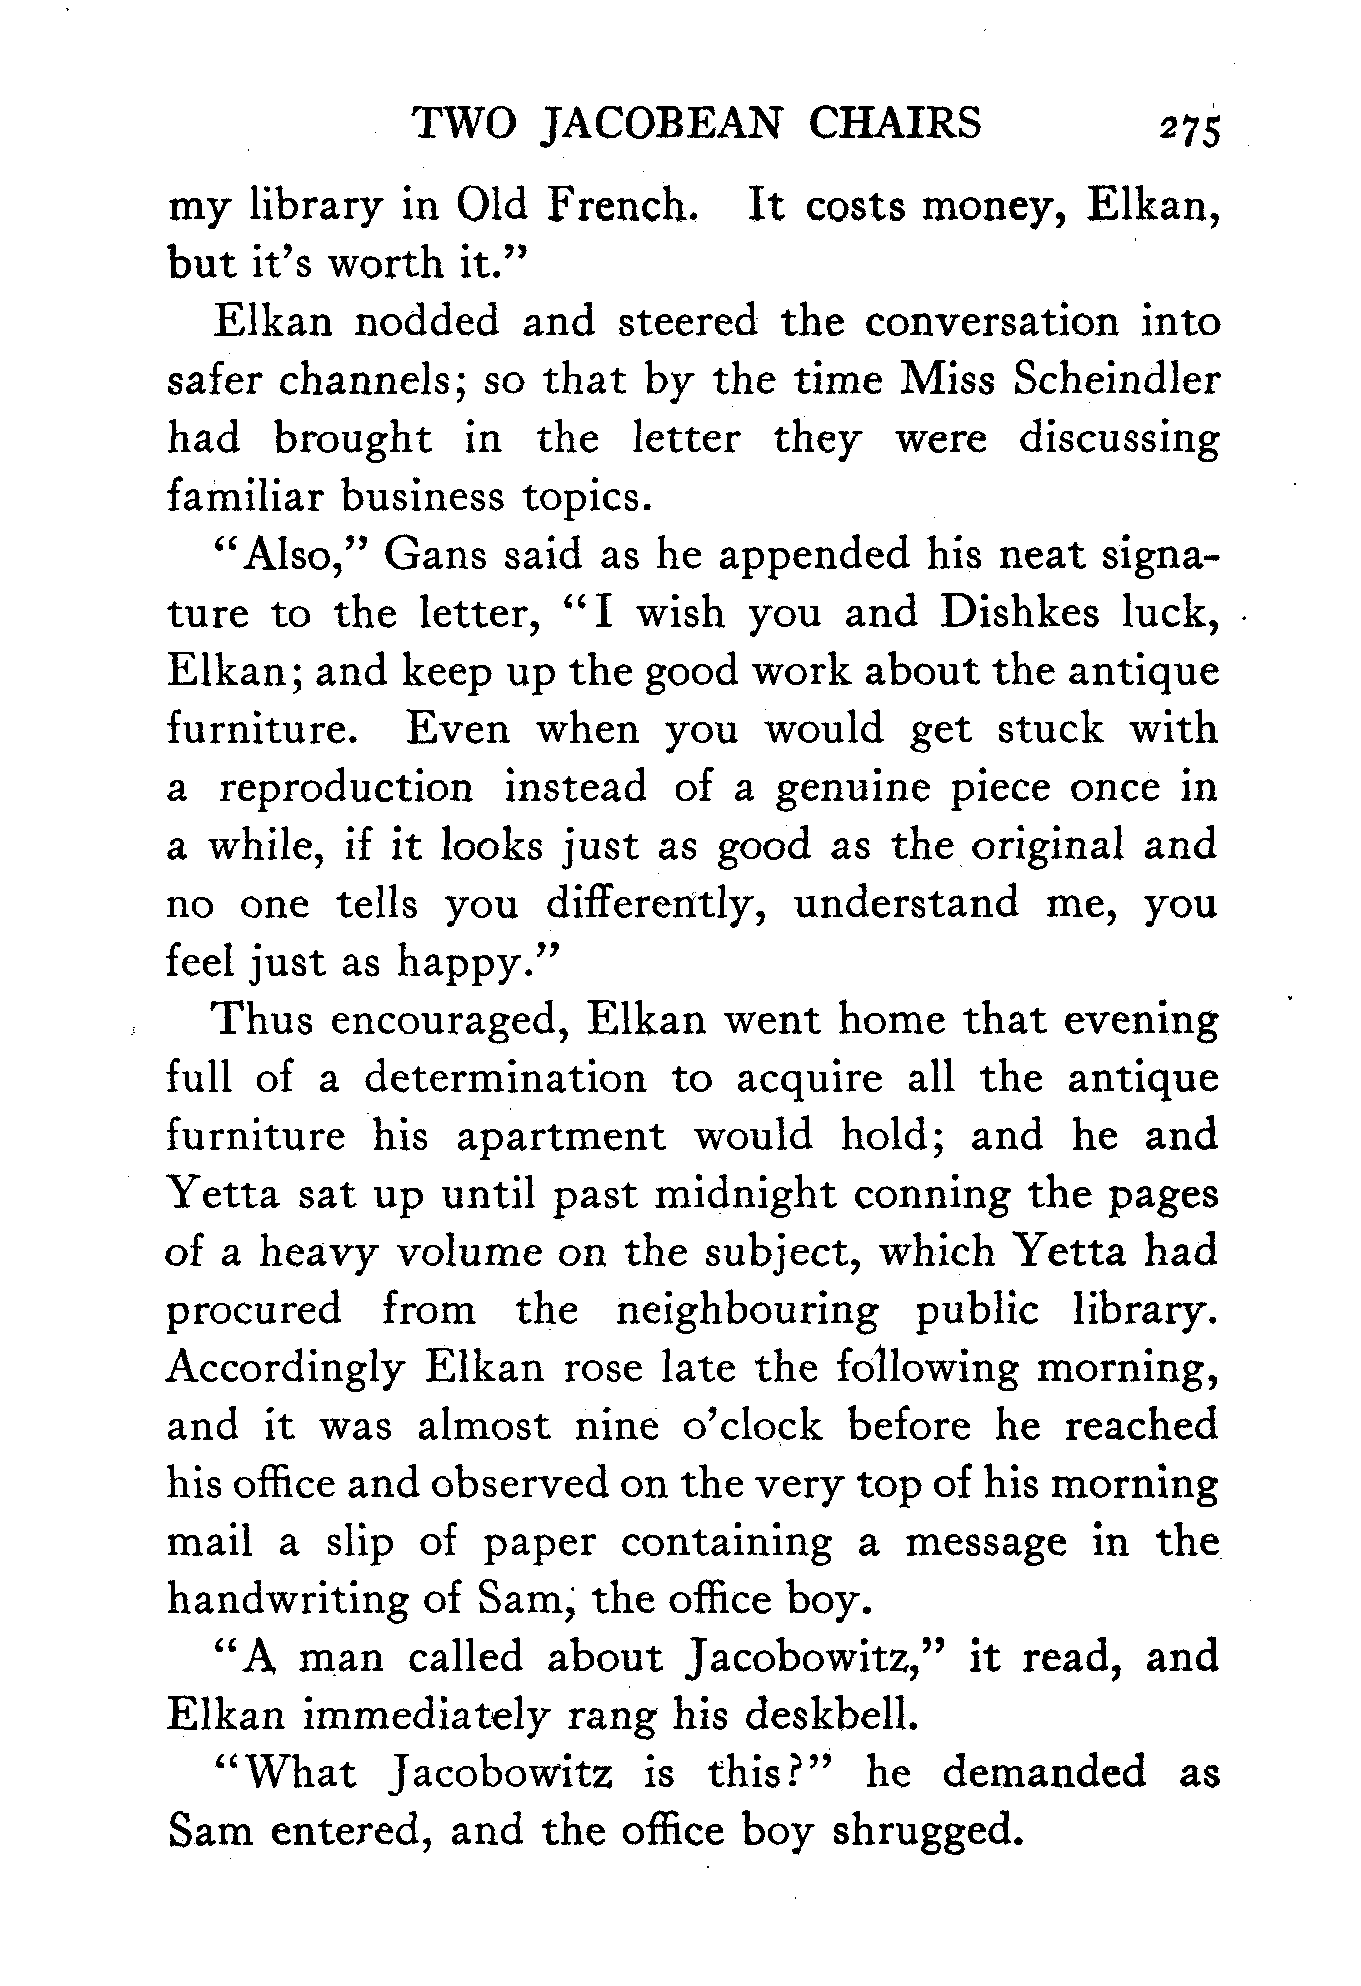 TWO JACOBEAN CHAIRS 275
my library in Old French. It costs money, Elkan,
but it's worth it."
Elkan nodded and steered the conversation into
safer channels; so that by the time Miss Scheindler
had brought in the letter they were discussing
familiar business topics.
"Also," Gans said as he appended his neat signa-
ture to the letter, "I wish you and Dishkes luck,
Elkan; and keep up the good work about the antique
furniture. Even when you would get stuck with
a reproduction instead of a genuine piece once in
a while, if it looks just as good as the original and
no one tells you differently, understand me, you
feel just as happy."
Thus encouraged, Elkan went home that evening
full of a determination to acquire all the antique
furniture his apartment would hold; and he and
Yetta sat up until past midnight conning the pages
of a heavy volume on the subject, which Yetta had
procured from the neighbouring public library.
Accordingly Elkan rose late the following morning,
and it was almost nine o'clock before he reached
his office and observed on the very top of his morning
mail a slip of paper containing a message in the
handwriting of Sam, the office boy.
"A man called about Jacobowitz," it read, and
Elkan immediately rang his deskbell.
"What Jacobowitz is this?" he demanded as
Sam entered, and the office boy shrugged.